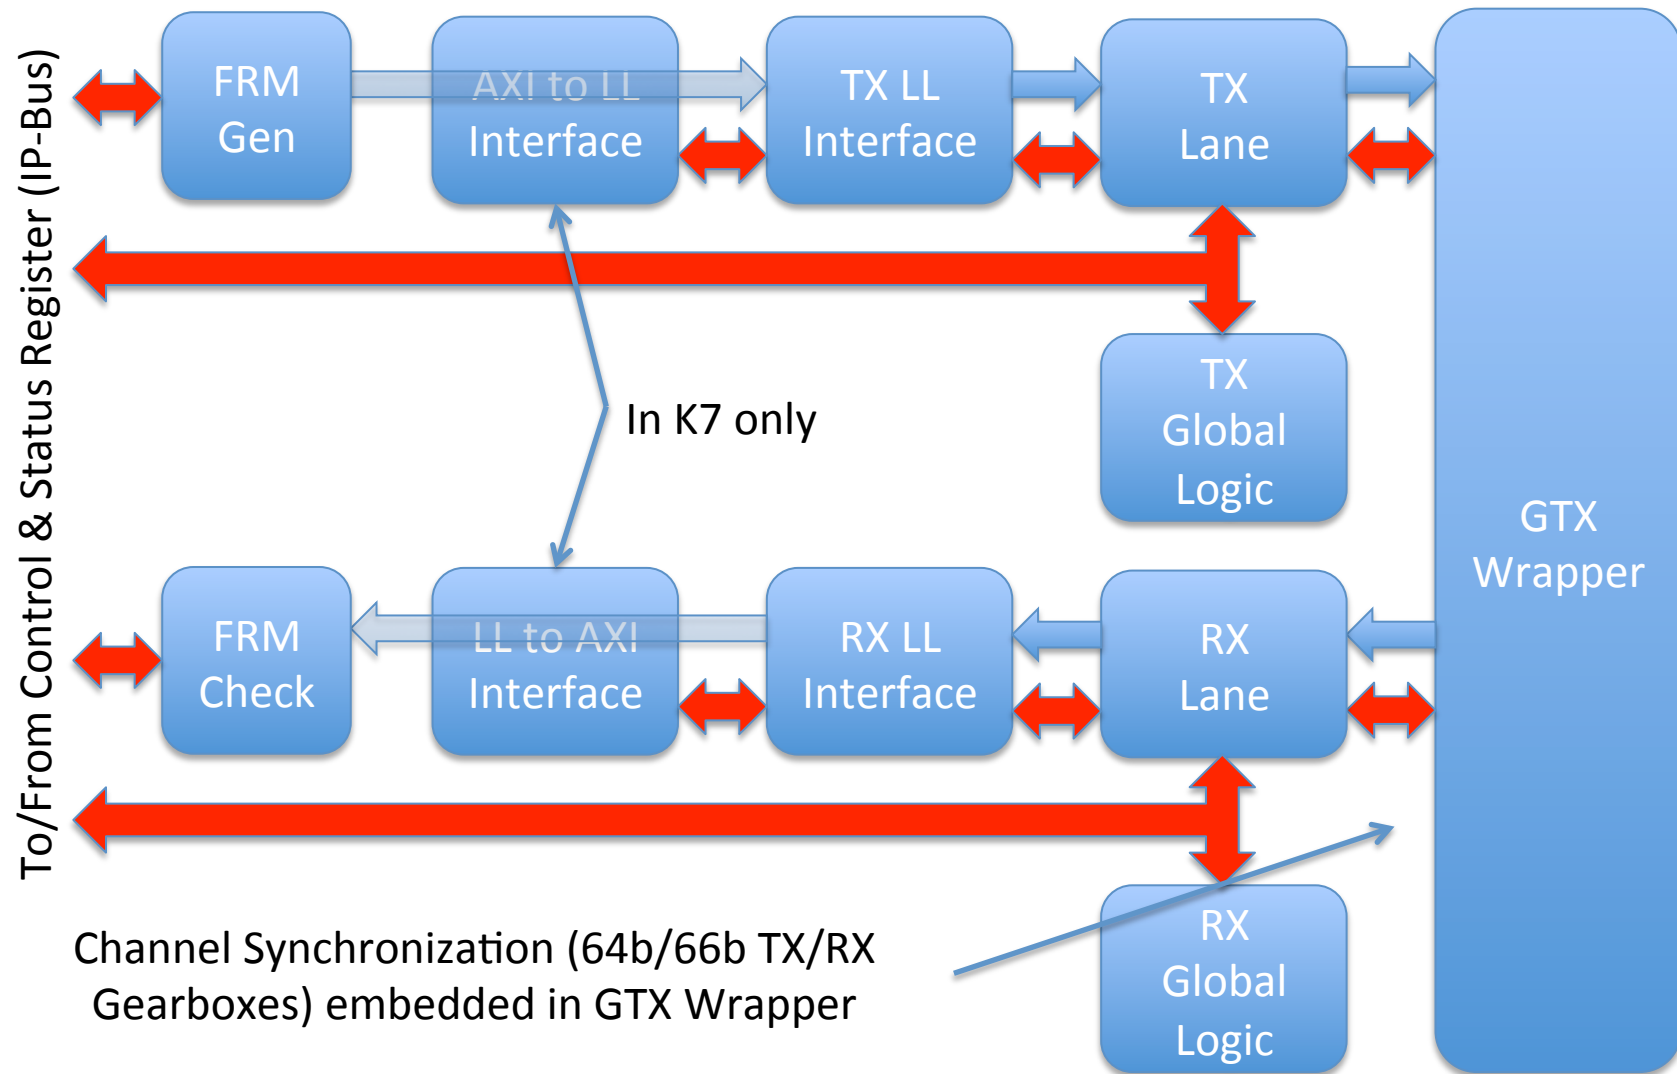 To/From Control & Status Register (IP-Bus)
FRM
Gen
AXI to LL
Interface
TX LL
Interface
TX
Lane
TX
Global
Logic
In K7 only
GTX
Wrapper
FRM
Check
LL to AXI
Interface
RX LL
Interface
RX
Lane
RX
Global
Logic
Channel Synchronization (64b/66b TX/RX
Gearboxes) embedded in GTX Wrapper